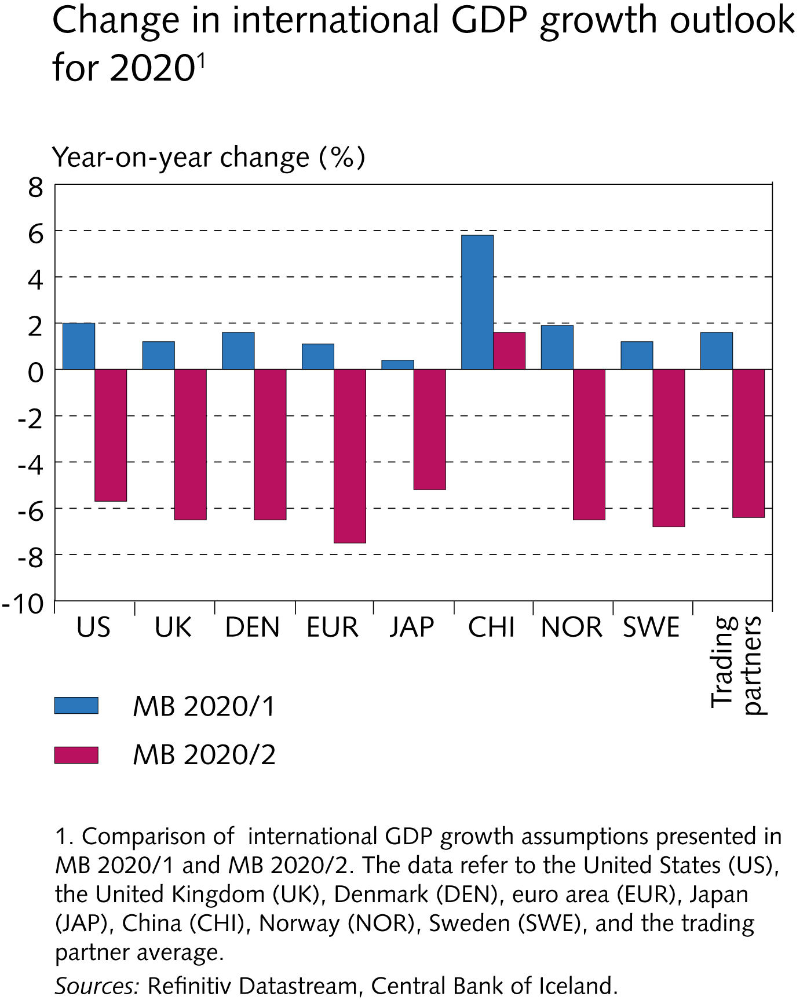 Change in international GDP growth outlook
for 2020¹
Year-on-year change (%)
8
6
4
2
0
-2
-4
-6
-8
-10
US UK DEN EUR JAP CHI NOR SWE Trading
partners
MB 2020/1
MB 2020/2
1. Comparison of international GDP growth assumptions presented in
MB 2020/1 and MB 2020/2. The data refer to the United States (US),
the United Kingdom (UK), Denmark (DEN), euro area (EUR), Japan
(JAP), China (CHI), Norway (NOR), Sweden (SWE), and the trading
partner average.
Sources: Refinitiv Datastream, Central Bank of Iceland.